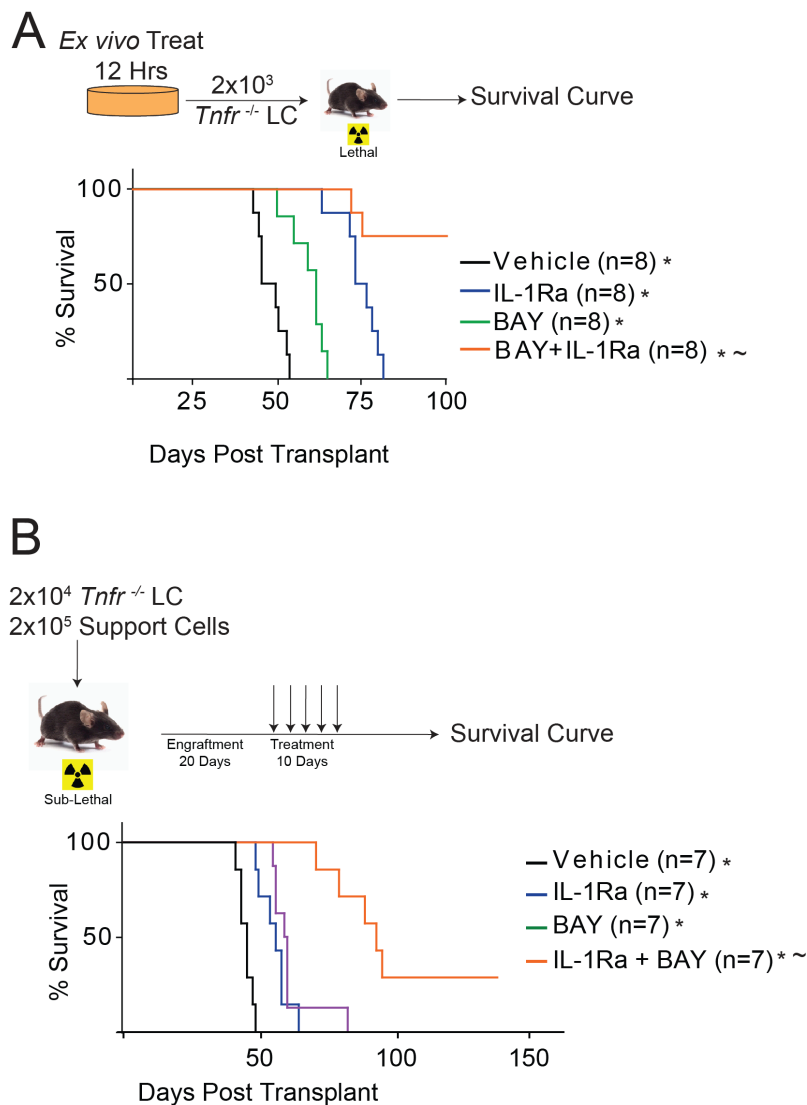 A
Ex vivo Treat
12 Hrs
2x10³
Tnfr -/- LC
Lethal
Survival Curve
100
50
% Survival
25 50 75 100
Days Post Transplant
Vehicle (n=8) *
IL-1Ra (n=8) *
BAY (n=8) *
BAY+IL-1Ra (n=8) * ~
B
2x10⁴ Tnfr -/- LC
2x10⁵ Support Cells
Sub-Lethal
Engraftment
20 Days
Treatment
10 Days
Survival Curve
100
50
% Survival
50 100 150
Days Post Transplant
Vehicle (n=7) *
IL-1Ra (n=7) *
BAY (n=7) *
IL-1Ra + BAY (n=7) * ~